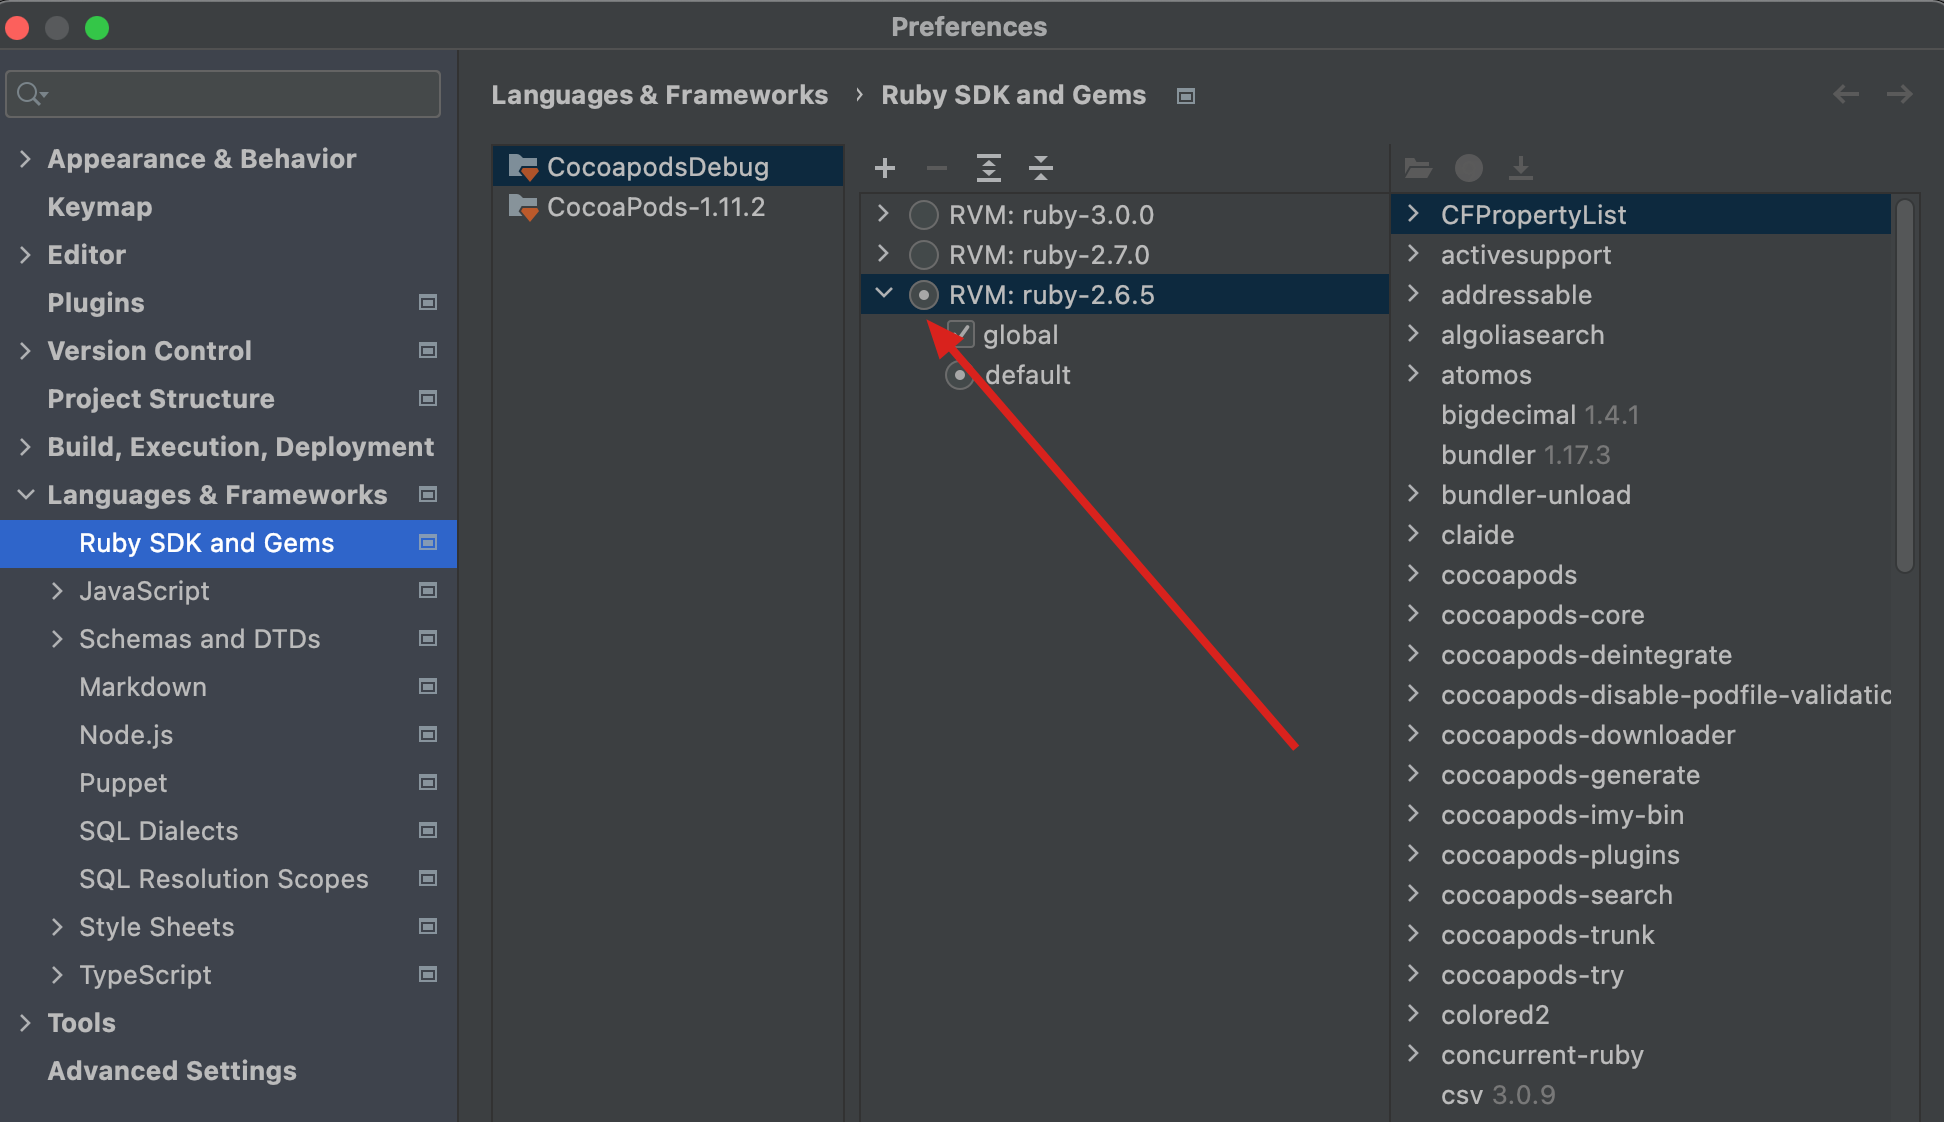 Preferences
Appearance & Behavior
Keymap
Editor
Plugins
Version Control
Project Structure
Build, Execution, Deployment
Languages & Frameworks
Ruby SDK and Gems
JavaScript
Schemas and DTDs
Markdown
Node.js
Puppet
SQL Dialects
SQL Resolution Scopes
Style Sheets
TypeScript
Tools
Advanced Settings
Languages & Frameworks › Ruby SDK and Gems
CocoapodsDebug
CocoaPods-1.11.2
RVM: ruby-3.0.0
RVM: ruby-2.7.0
RVM: ruby-2.6.5
global
default
CFPropertyList
activesupport
addressable
algoliasearch
atomos
bigdecimal 1.4.1
bundler 1.17.3
bundler-unload
claide
cocoapods
cocoapods-core
cocoapods-deintegrate
cocoapods-disable-podfile-validatio
cocoapods-downloader
cocoapods-generate
cocoapods-imy-bin
cocoapods-plugins
cocoapods-search
cocoapods-trunk
cocoapods-try
colored2
concurrent-ruby
csv 3.0.9